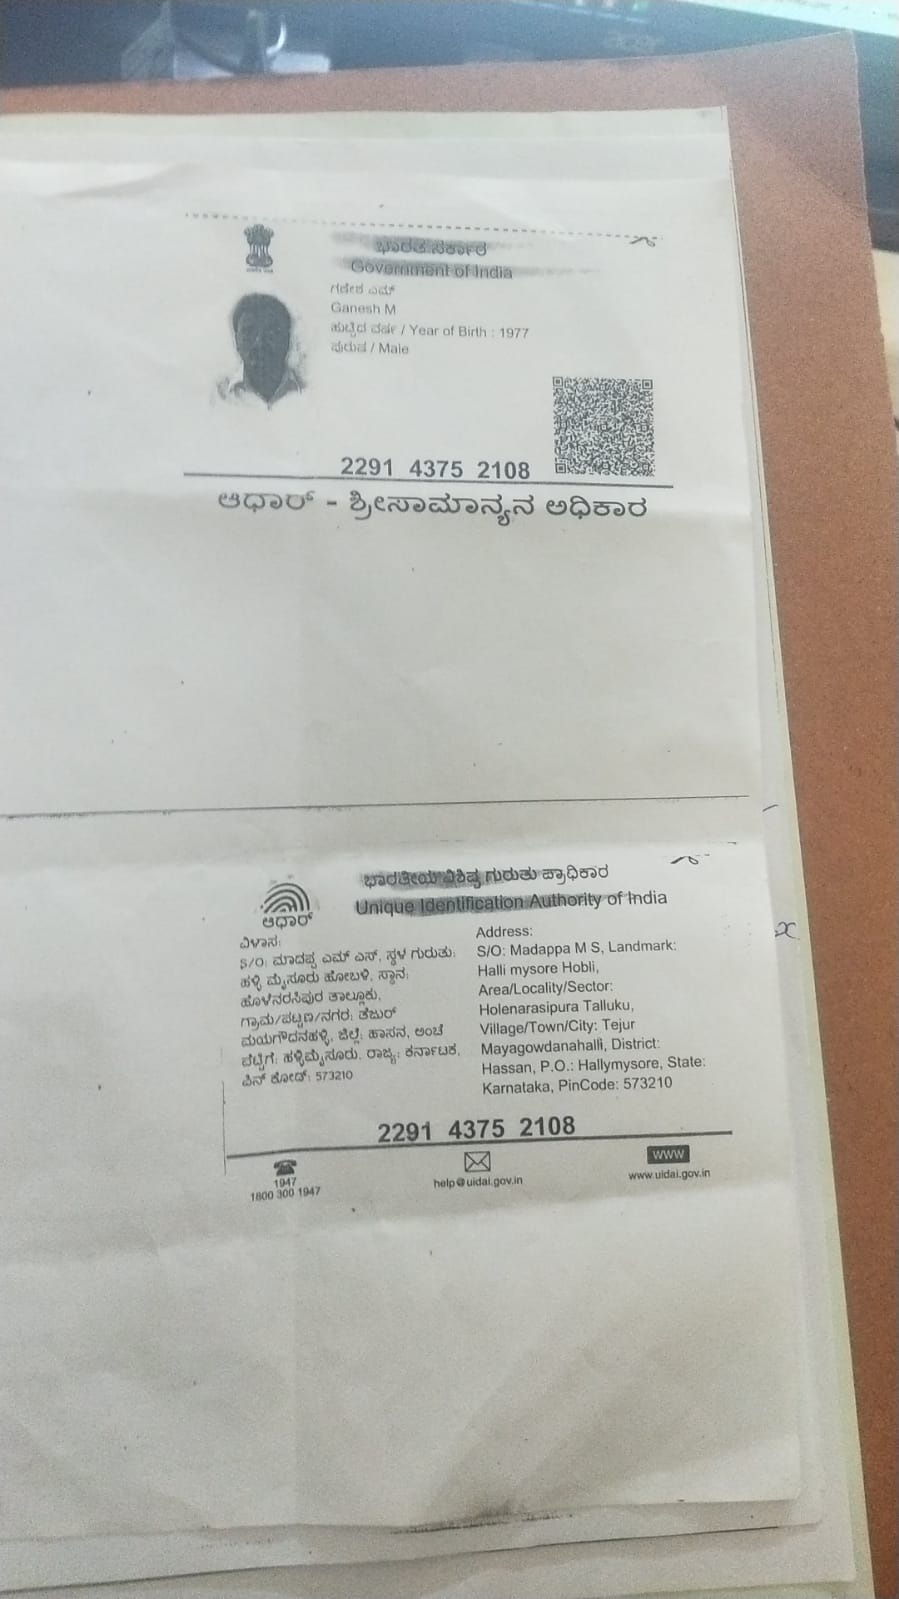 ಭಾರತ ಸರ್ಕಾರ
Government of India
ಗಣೇಶ ಎಮ್
Ganesh M
ಹುಟ್ಟಿದ ವರ್ಷ / Year of Birth : 1977
ಪುರುಷ / Male
2291 4375 2108
ಆಧಾರ್ - ಶ್ರೀಸಾಮಾನ್ಯನ ಅಧಿಕಾರ
ಭಾರತೀಯ ವಿಶಿಷ್ಟ ಗುರುತು ಪ್ರಾಧಿಕಾರ
Unique Identification Authority of India
ಆಧಾರ್
ವಿಳಾಸ:
S/O: ಮಾದಪ್ಪ ಎಮ್ ಎಸ್, ಸ್ಥಳ ಗುರುತು:
ಹಳ್ಳಿ ಮೈಸೂರು ಹೋಬಳಿ, ಸ್ಥಾನ:
ಹೊಳೆನರಸಿಪುರ ತಾಲ್ಲೂಕು,
ಗ್ರಾಮ/ಪಟ್ಟಣ/ನಗರ: ತೆಜುರ್
ಮಯಗೌದನಹಳ್ಳಿ, ಜಿಲ್ಲೆ: ಹಾಸನ, ಅಂಚೆ
ಪೆಟ್ಟಿಗೆ: ಹಳ್ಳಿಮೈಸೂರು, ರಾಜ್ಯ: ಕರ್ನಾಟಕ,
ಪಿನ್ ಕೋಡ್: 573210
Address:
S/O: Madappa M S, Landmark:
Halli mysore Hobli,
Area/Locality/Sector:
Holenarasipura Talluku,
Village/Town/City: Tejur
Mayagowdanahalli, District:
Hassan, P.O.: Hallymysore, State:
Karnataka, PinCode: 573210
2291 4375 2108
1947
1800 300 1947
help@uidai.gov.in
www
www.uidai.gov.in